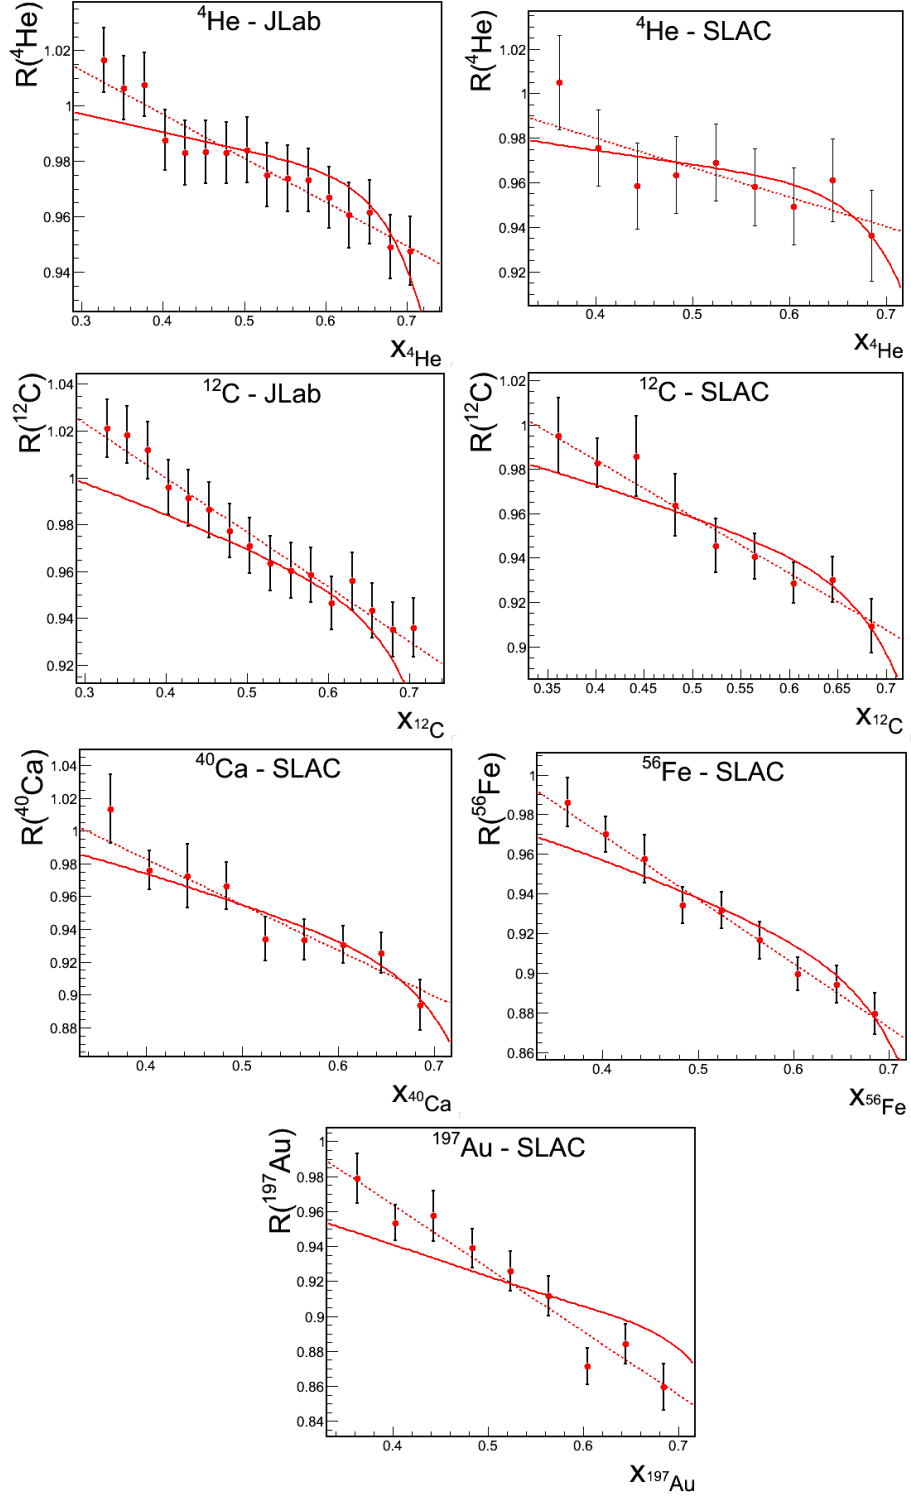 ⁴He - JLab
R(⁴He)
1.02
1
0.98
0.96
0.94
0.3 0.4 0.5 0.6 0.7
x⁴He
⁴He - SLAC
R(⁴He)
1.02
1
0.98
0.96
0.94
0.92
0.4 0.5 0.6 0.7
x⁴He
¹²C - JLab
R(¹²C)
1.04
1.02
1
0.98
0.96
0.94
0.92
0.3 0.4 0.5 0.6 0.7
x¹²C
¹²C - SLAC
R(¹²C)
1.02
1
0.98
0.96
0.94
0.92
0.9
0.35 0.4 0.45 0.5 0.55 0.6 0.65 0.7
x¹²C
⁴⁰Ca - SLAC
R(⁴⁰Ca)
1.04
1.02
1
0.98
0.96
0.94
0.92
0.9
0.88
0.4 0.5 0.6 0.7
x⁴⁰Ca
⁵⁶Fe - SLAC
R(⁵⁶Fe)
1
0.98
0.96
0.94
0.92
0.9
0.88
0.86
0.4 0.5 0.6 0.7
x⁵⁶Fe
¹⁹⁷Au - SLAC
R(¹⁹⁷Au)
1
0.98
0.96
0.94
0.92
0.9
0.88
0.86
0.84
0.4 0.5 0.6 0.7
x¹⁹⁷Au